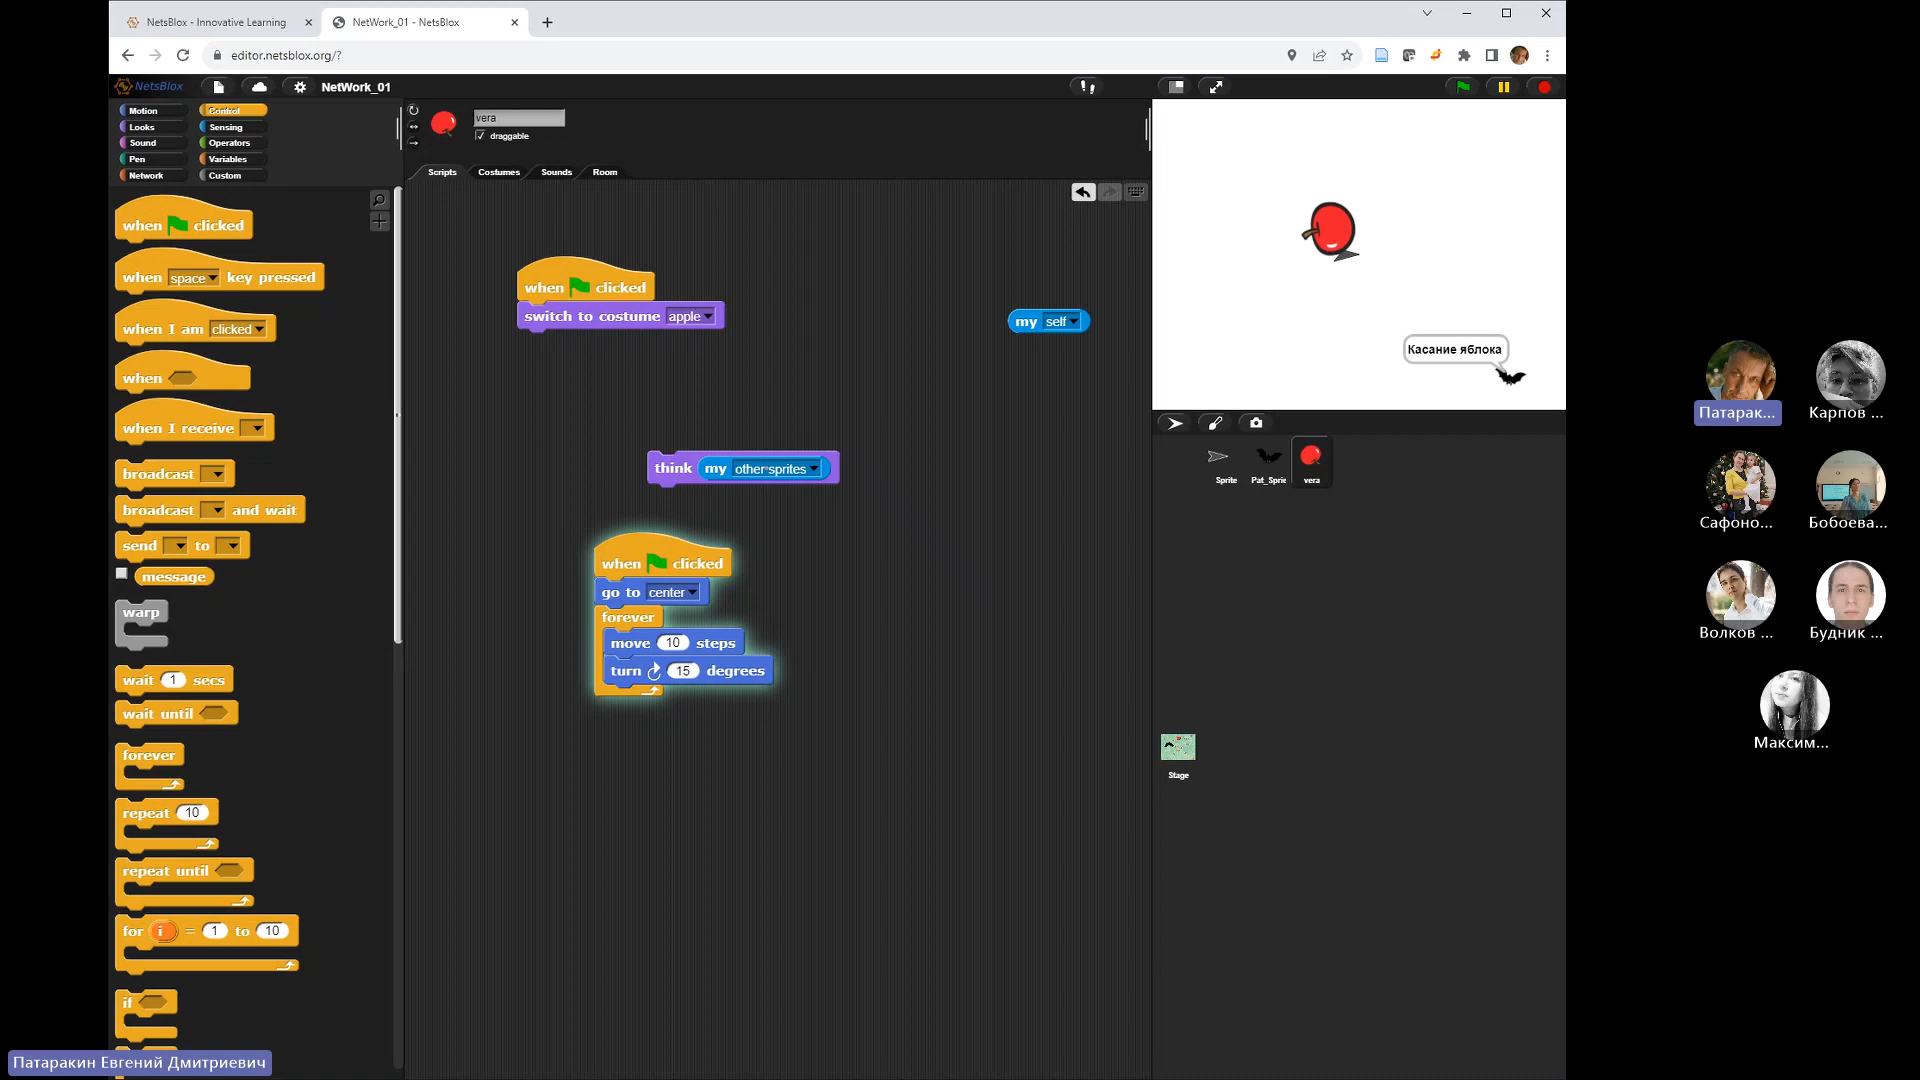 NetsBlox - Innovative Learning
NetWork_01 - NetsBlox
editor.netsblox.org/?
NetsBlox
NetWork_01
Motion
Control
Looks
Sensing
Sound
Operators
Pen
Variables
Network
Custom
vera
draggable
Scripts
Costumes
Sounds
Room
when clicked
when space key pressed
when I am clicked
when
when I receive
broadcast
broadcast and wait
send to
message
warp
wait 1 secs
wait until
forever
repeat 10
repeat until
for i = 1 to 10
if
when clicked
switch to costume apple
my self
think my other sprites
when clicked
go to center
forever
move 10 steps
turn 15 degrees
Касание яблока
Sprite
Pat_Sprie
vera
Stage
Патарак...
Карпов ...
Сафоно...
Бобоева...
Волков ...
Будник ...
Максим...
Патаракин Евгений Дмитриевич